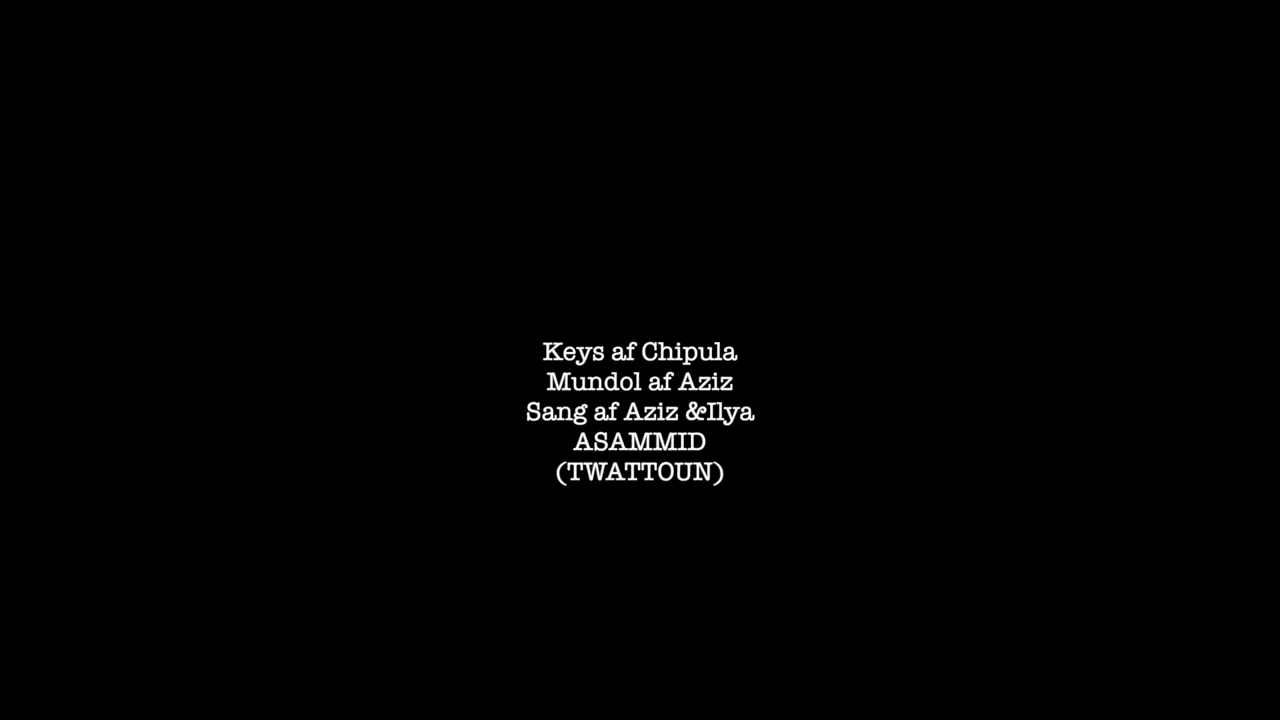 Keys af Chipula
Mundol af Aziz
Sang af Aziz &Ilya
ASAMMID
(TWATTOUN)